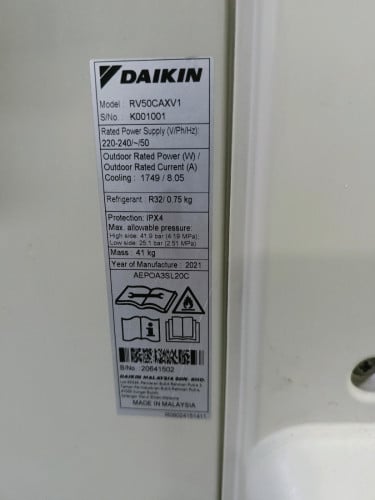 DAIKIN
Model : RV50CAXV1
S/No. : K001001
Rated Power Supply (V/Ph/Hz):
220-240/~/50
Outdoor Rated Power (W) /
Outdoor Rated Current (A)
Cooling : 1749 / 8.05
Refrigerant : R32/ 0.75 kg
Protection: IPX4
Max. allowable pressure:
High side: 41.9 bar (4.19 MPa)
Low side: 25.1 bar (2.51 MPa)
Mass : 41 kg
Year of Manufacture : 2021
AEPOA3SL20C
B/No : 20641502
DAIKIN MALAYSIA SDN. BHD.
MADE IN MALAYSIA